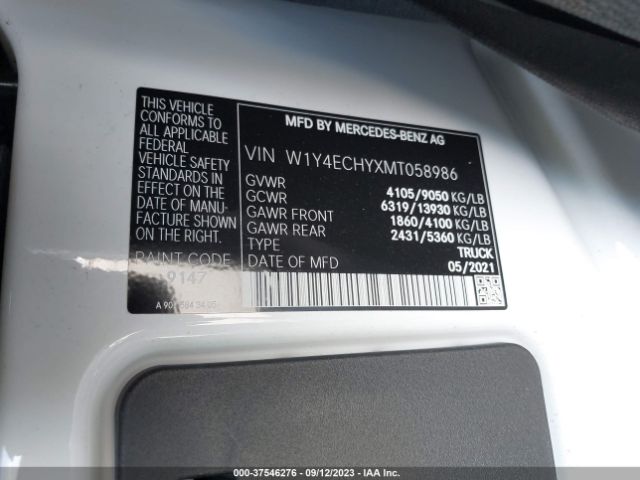 THIS VEHICLE
CONFORMS TO
ALL APPLICABLE
FEDERAL
VEHICLE SAFETY
STANDARDS IN
EFFECT ON THE
DATE OF MANU-
FACTURE SHOWN
ON THE RIGHT.
PAINT CODE
9147
MFD BY MERCEDES-BENZ AG
VIN W1Y4ECHYXMT058986
GVWR 4105/9050 KG/LB
GCWR 6319/13930 KG/LB
GAWR FRONT 1860/4100 KG/LB
GAWR REAR 2431/5360 KG/LB
TYPE TRUCK
DATE OF MFD 05/2021
000-37546276 - 09/12/2023 - IAAI.COM